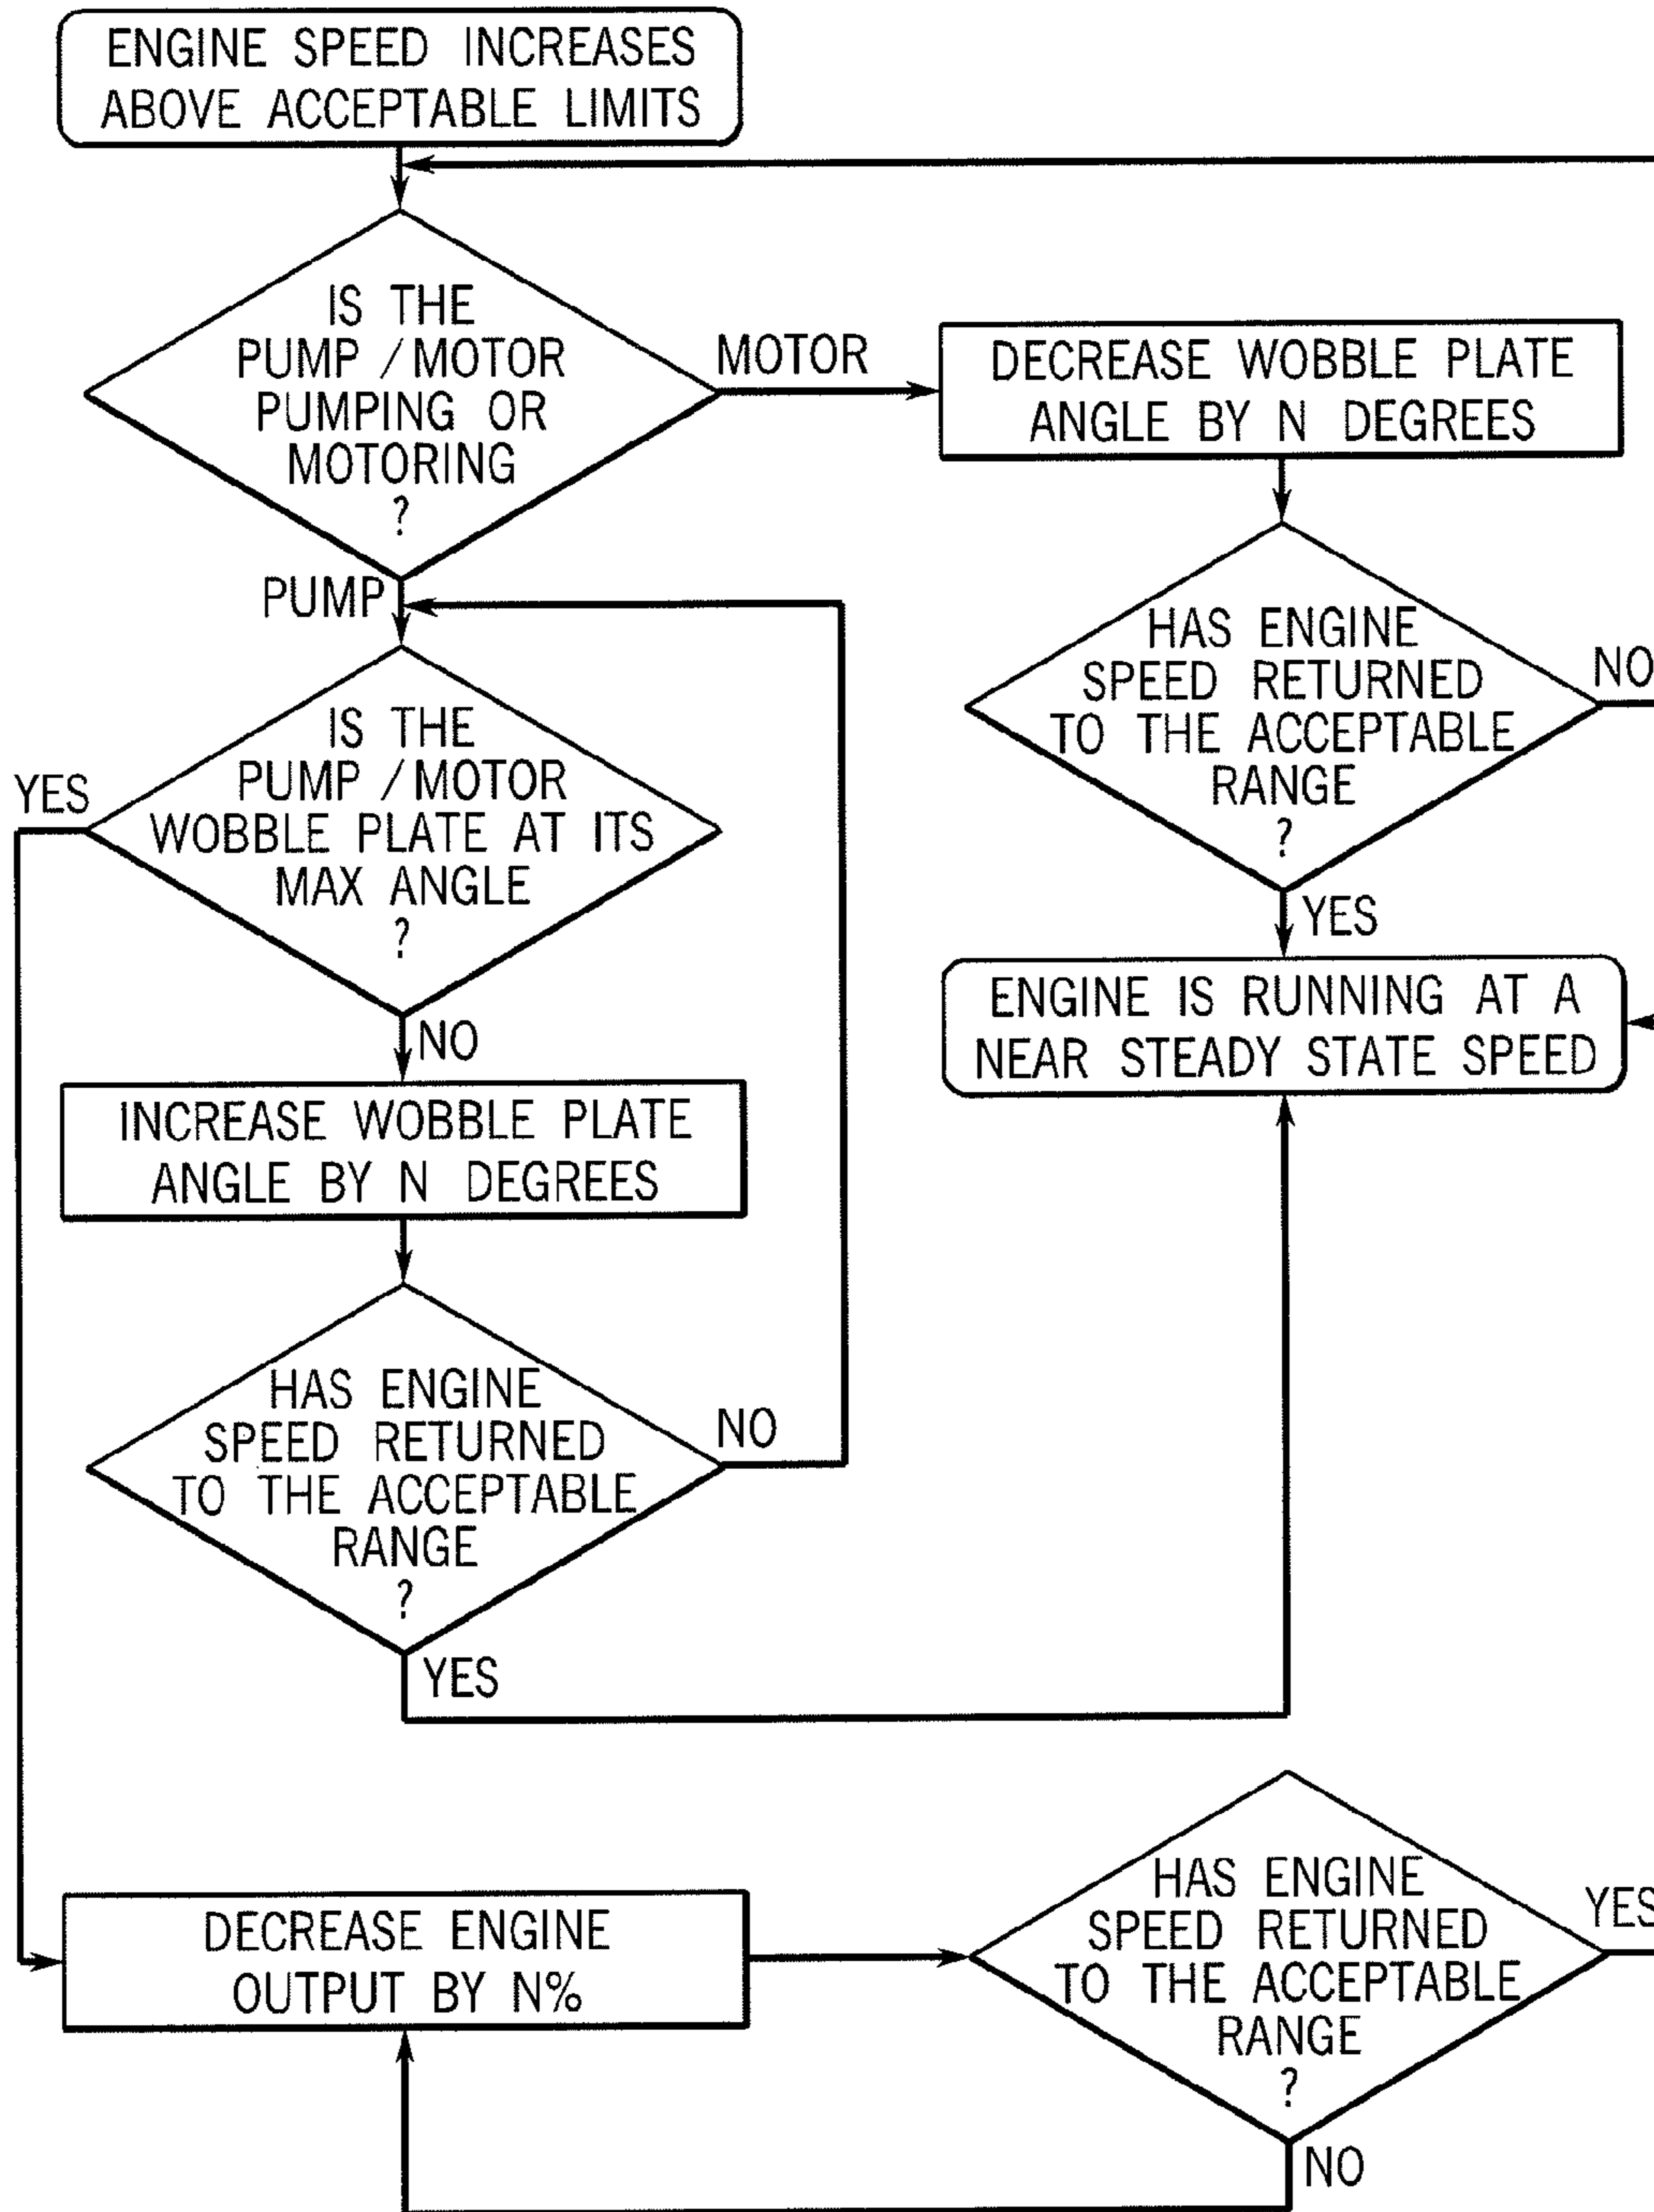 ENGINE SPEED INCREASES
ABOVE ACCEPTABLE LIMITS
IS THE
PUMP / MOTOR
PUMPING OR
MOTORING
?
MOTOR
DECREASE WOBBLE PLATE
ANGLE BY N DEGREES
PUMP
HAS ENGINE
SPEED RETURNED
TO THE ACCEPTABLE
RANGE
?
NO
YES
IS THE
PUMP / MOTOR
WOBBLE PLATE AT ITS
MAX ANGLE
?
YES
NO
ENGINE IS RUNNING AT A
NEAR STEADY STATE SPEED
INCREASE WOBBLE PLATE
ANGLE BY N DEGREES
HAS ENGINE
SPEED RETURNED
TO THE ACCEPTABLE
RANGE
?
NO
YES
DECREASE ENGINE
OUTPUT BY N%
HAS ENGINE
SPEED RETURNED
TO THE ACCEPTABLE
RANGE
?
YES
NO